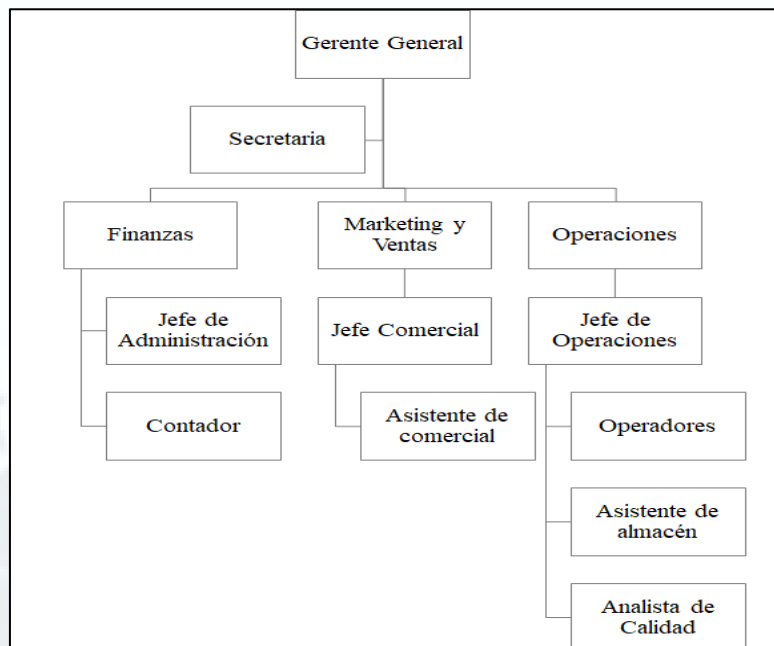 Gerente General
Secretaria
Finanzas
Marketing y
Ventas
Operaciones
Jefe de
Administración
Jefe Comercial
Jefe de
Operaciones
Contador
Asistente de
comercial
Operadores
Asistente de
almacén
Analista de
Calidad